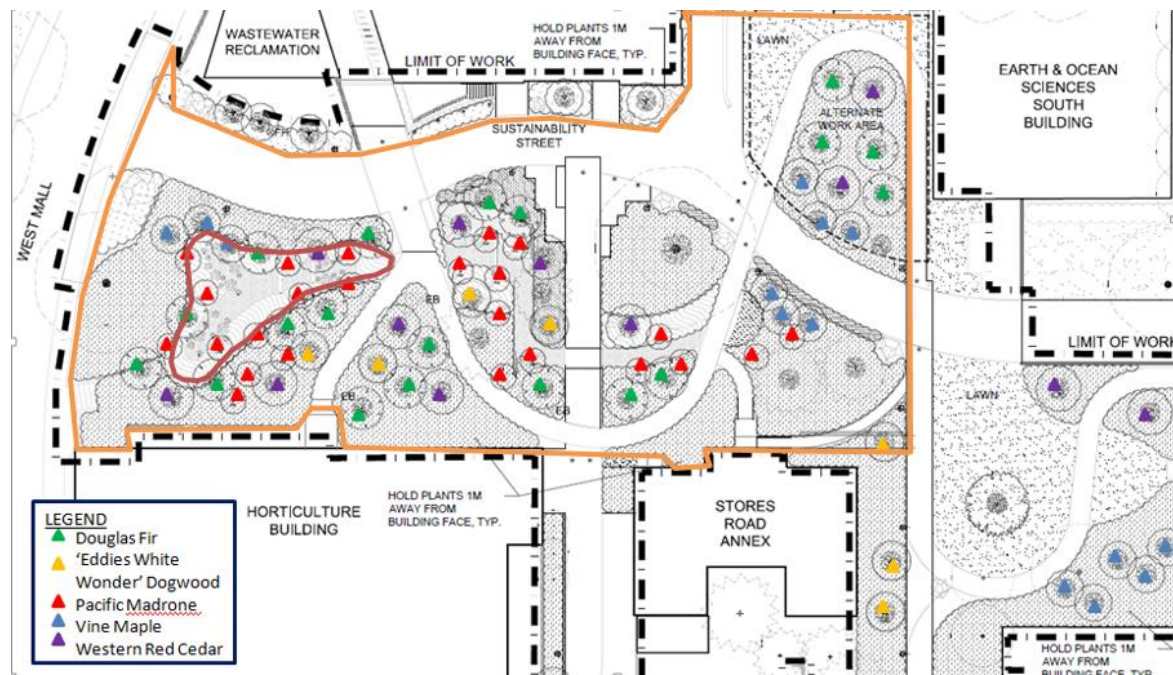 WASTEWATER
RECLAMATION
HOLD PLANTS 1M
AWAY FROM
BUILDING FACE, TYP.
LIMIT OF WORK
LAWN
EARTH & OCEAN
SCIENCES
SOUTH
BUILDING
ALTERNATE
WORK AREA
SUSTAINABILITY
STREET
WEST MALL
EB
LIMIT OF WORK
LAWN
EB
EB
HOLD PLANTS 1M
AWAY FROM
BUILDING FACE, TYP.
HORTICULTURE
BUILDING
STORES
ROAD
ANNEX
LEGEND
Douglas Fir
'Eddies White
Wonder' Dogwood
Pacific Madrone
Vine Maple
Western Red Cedar
HOLD PLANTS 1M
AWAY FROM
BUILDING FACE, TYP.